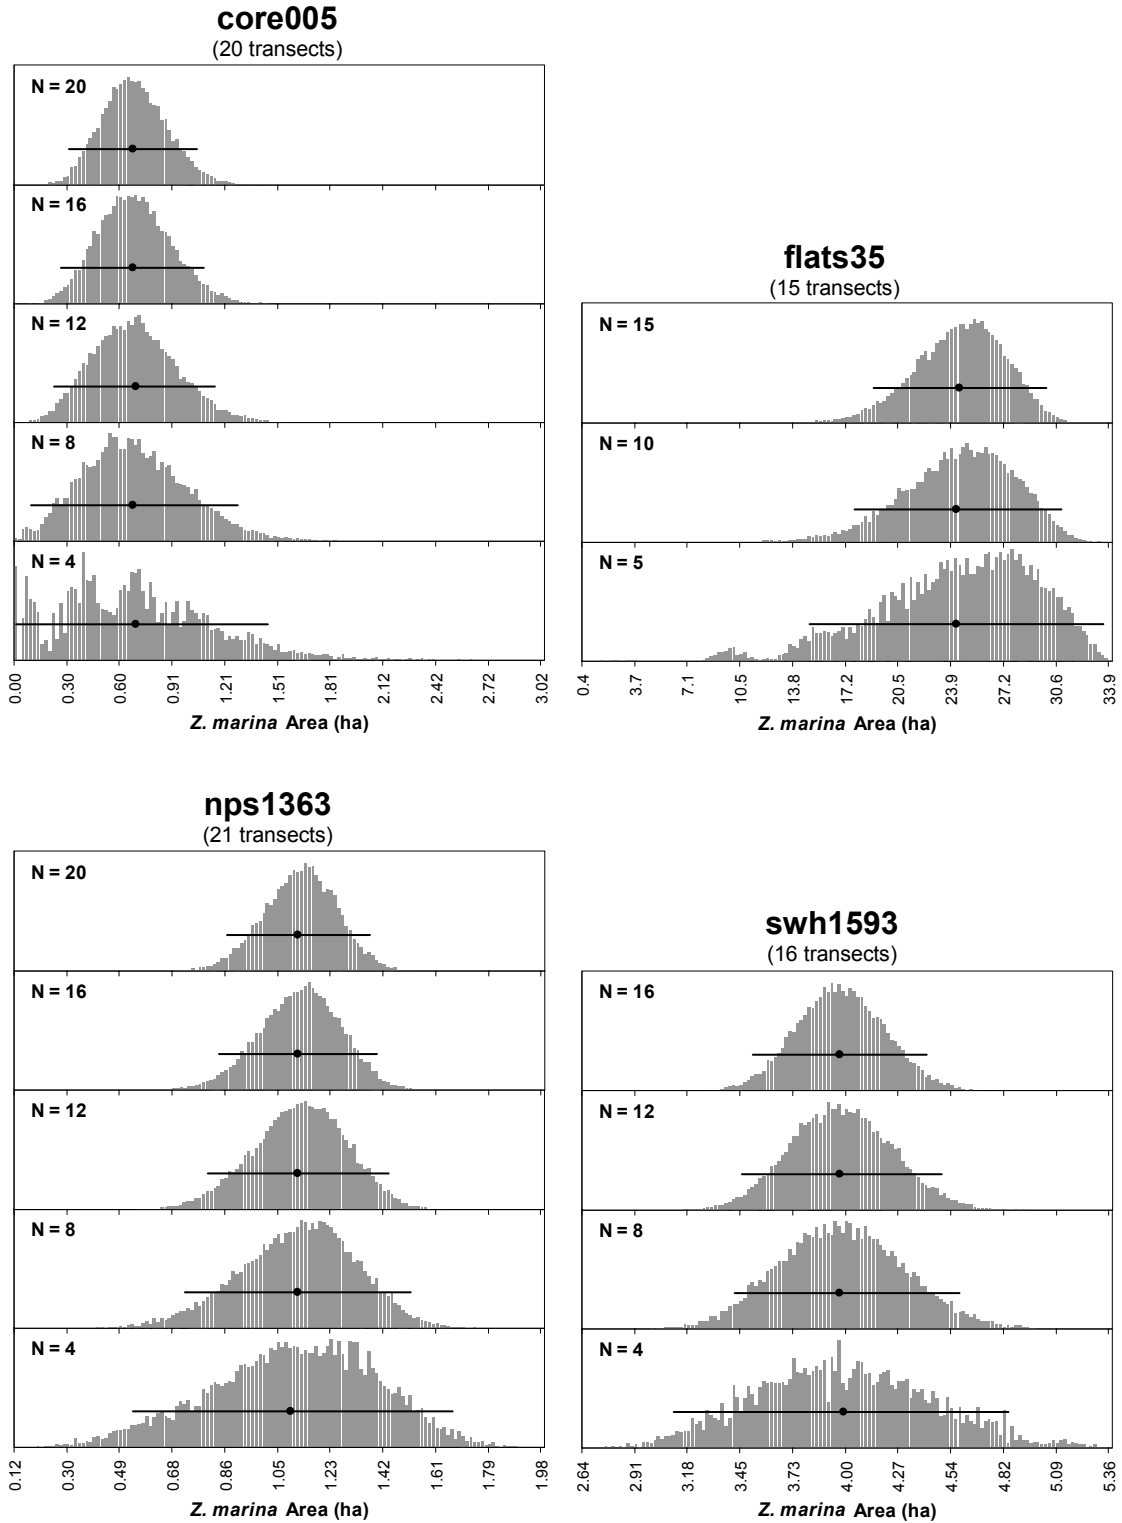 core005
(20 transects)
N = 20
N = 16
N = 12
N = 8
N = 4
0.00 0.30 0.60 0.91 1.21 1.51 1.81 2.12 2.42 2.72 3.02
Z. marina Area (ha)
flats35
(15 transects)
N = 15
N = 10
N = 5
0.4 3.7 7.1 10.5 13.8 17.2 20.5 23.9 27.2 30.6 33.9
Z. marina Area (ha)
nps1363
(21 transects)
N = 20
N = 16
N = 12
N = 8
N = 4
0.12 0.30 0.49 0.68 0.86 1.05 1.23 1.42 1.61 1.79 1.98
Z. marina Area (ha)
swh1593
(16 transects)
N = 16
N = 12
N = 8
N = 4
2.64 2.91 3.18 3.45 3.73 4.00 4.27 4.54 4.82 5.09 5.36
Z. marina Area (ha)